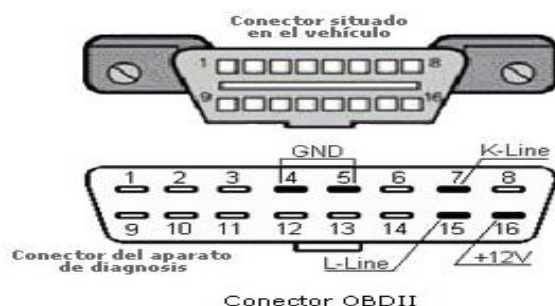 Conector situado
en el vehículo
1 8
9 16
GND K-Line
1 2 3 4 5 6 7 8
9 10 11 12 13 14 15 16
Conector del aparato
de diagnosis
L-Line +12V
Conector OBDII